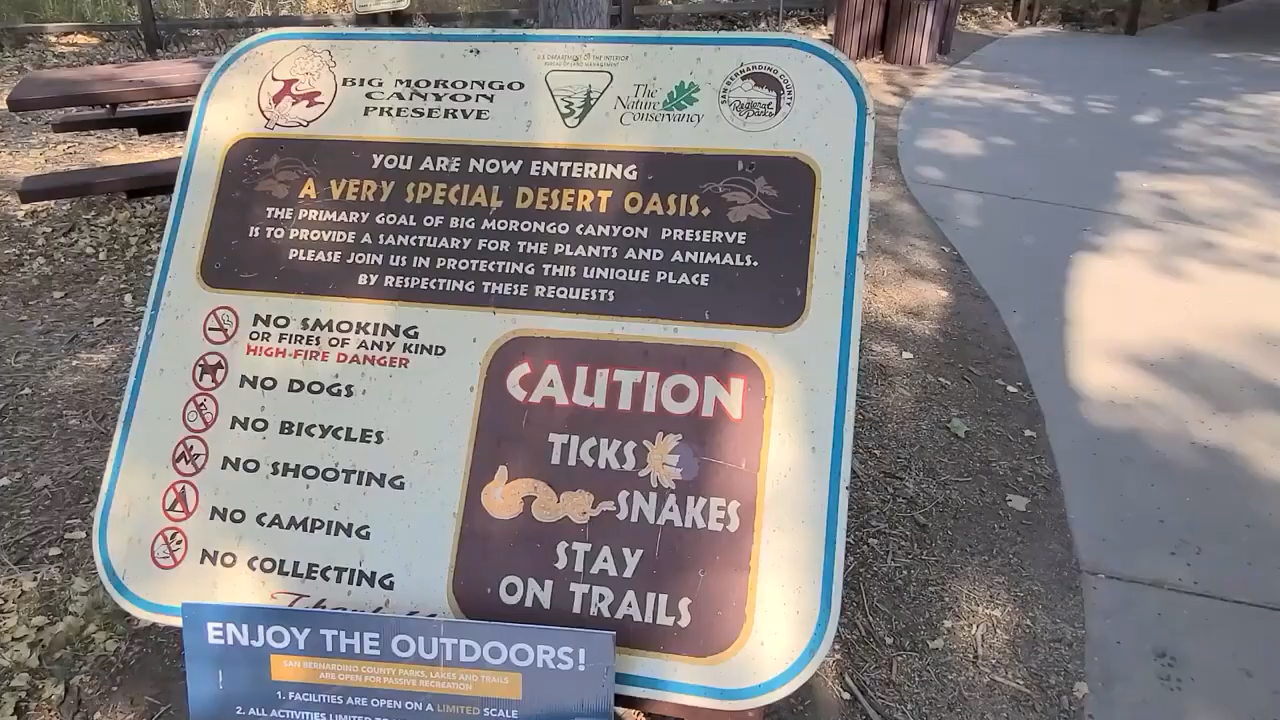 BIG MORONGO
CANYON
PRESERVE
U.S. DEPARTMENT OF THE INTERIOR
BUREAU OF LAND MANAGEMENT
The
Nature
Conservancy
SAN BERNARDINO COUNTY
Regional
Parks
YOU ARE NOW ENTERING
A VERY SPECIAL DESERT OASIS.
THE PRIMARY GOAL OF BIG MORONGO CANYON PRESERVE
IS TO PROVIDE A SANCTUARY FOR THE PLANTS AND ANIMALS.
PLEASE JOIN US IN PROTECTING THIS UNIQUE PLACE
BY RESPECTING THESE REQUESTS
NO SMOKING
OR FIRES OF ANY KIND
HIGH-FIRE DANGER
NO DOGS
NO BICYCLES
NO SHOOTING
NO CAMPING
NO COLLECTING
CAUTION
TICKS
SNAKES
STAY
ON TRAILS
ENJOY THE OUTDOORS!
SAN BERNARDINO COUNTY PARKS, LAKES AND TRAILS
ARE OPEN FOR PASSIVE RECREATION
1. FACILITIES ARE OPEN ON A LIMITED SCALE
2. ALL ACTIVITIES LIMITED